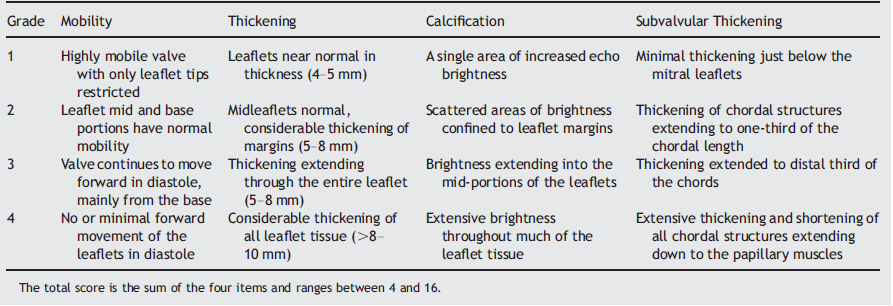 Grade Mobility Thickening Calcification Subvalvular Thickening
1 Highly mobile valve Leaflets near normal in A single area of increased echo Minimal thickening just below the
with only leaflet tips thickness (4–5 mm) brightness mitral leaflets
restricted
2 Leaflet mid and base Midleaflets normal, Scattered areas of brightness Thickening of chordal structures
portions have normal considerable thickening of confined to leaflet margins extending to one-third of the
mobility margins (5–8 mm) chordal length
3 Valve continues to move Thickening extending Brightness extending into the Thickening extended to distal third of
forward in diastole, through the entire leaflet mid-portions of the leaflets the chords
mainly from the base (5–8 mm)
4 No or minimal forward Considerable thickening of Extensive brightness Extensive thickening and shortening of
movement of the all leaflet tissue (>8– throughout much of the all chordal structures extending
leaflets in diastole 10 mm) leaflet tissue down to the papillary muscles
The total score is the sum of the four items and ranges between 4 and 16.